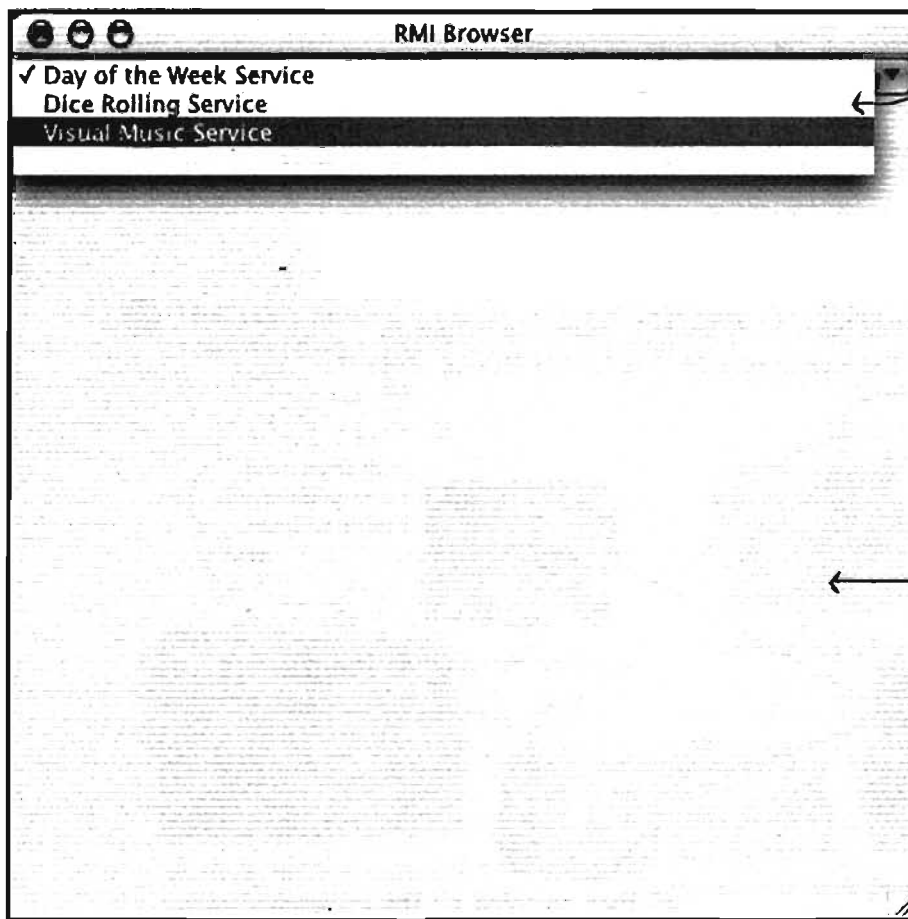 RMI Browser
✓ Day of the Week Service
Dice Rolling Service
Visual Music Service